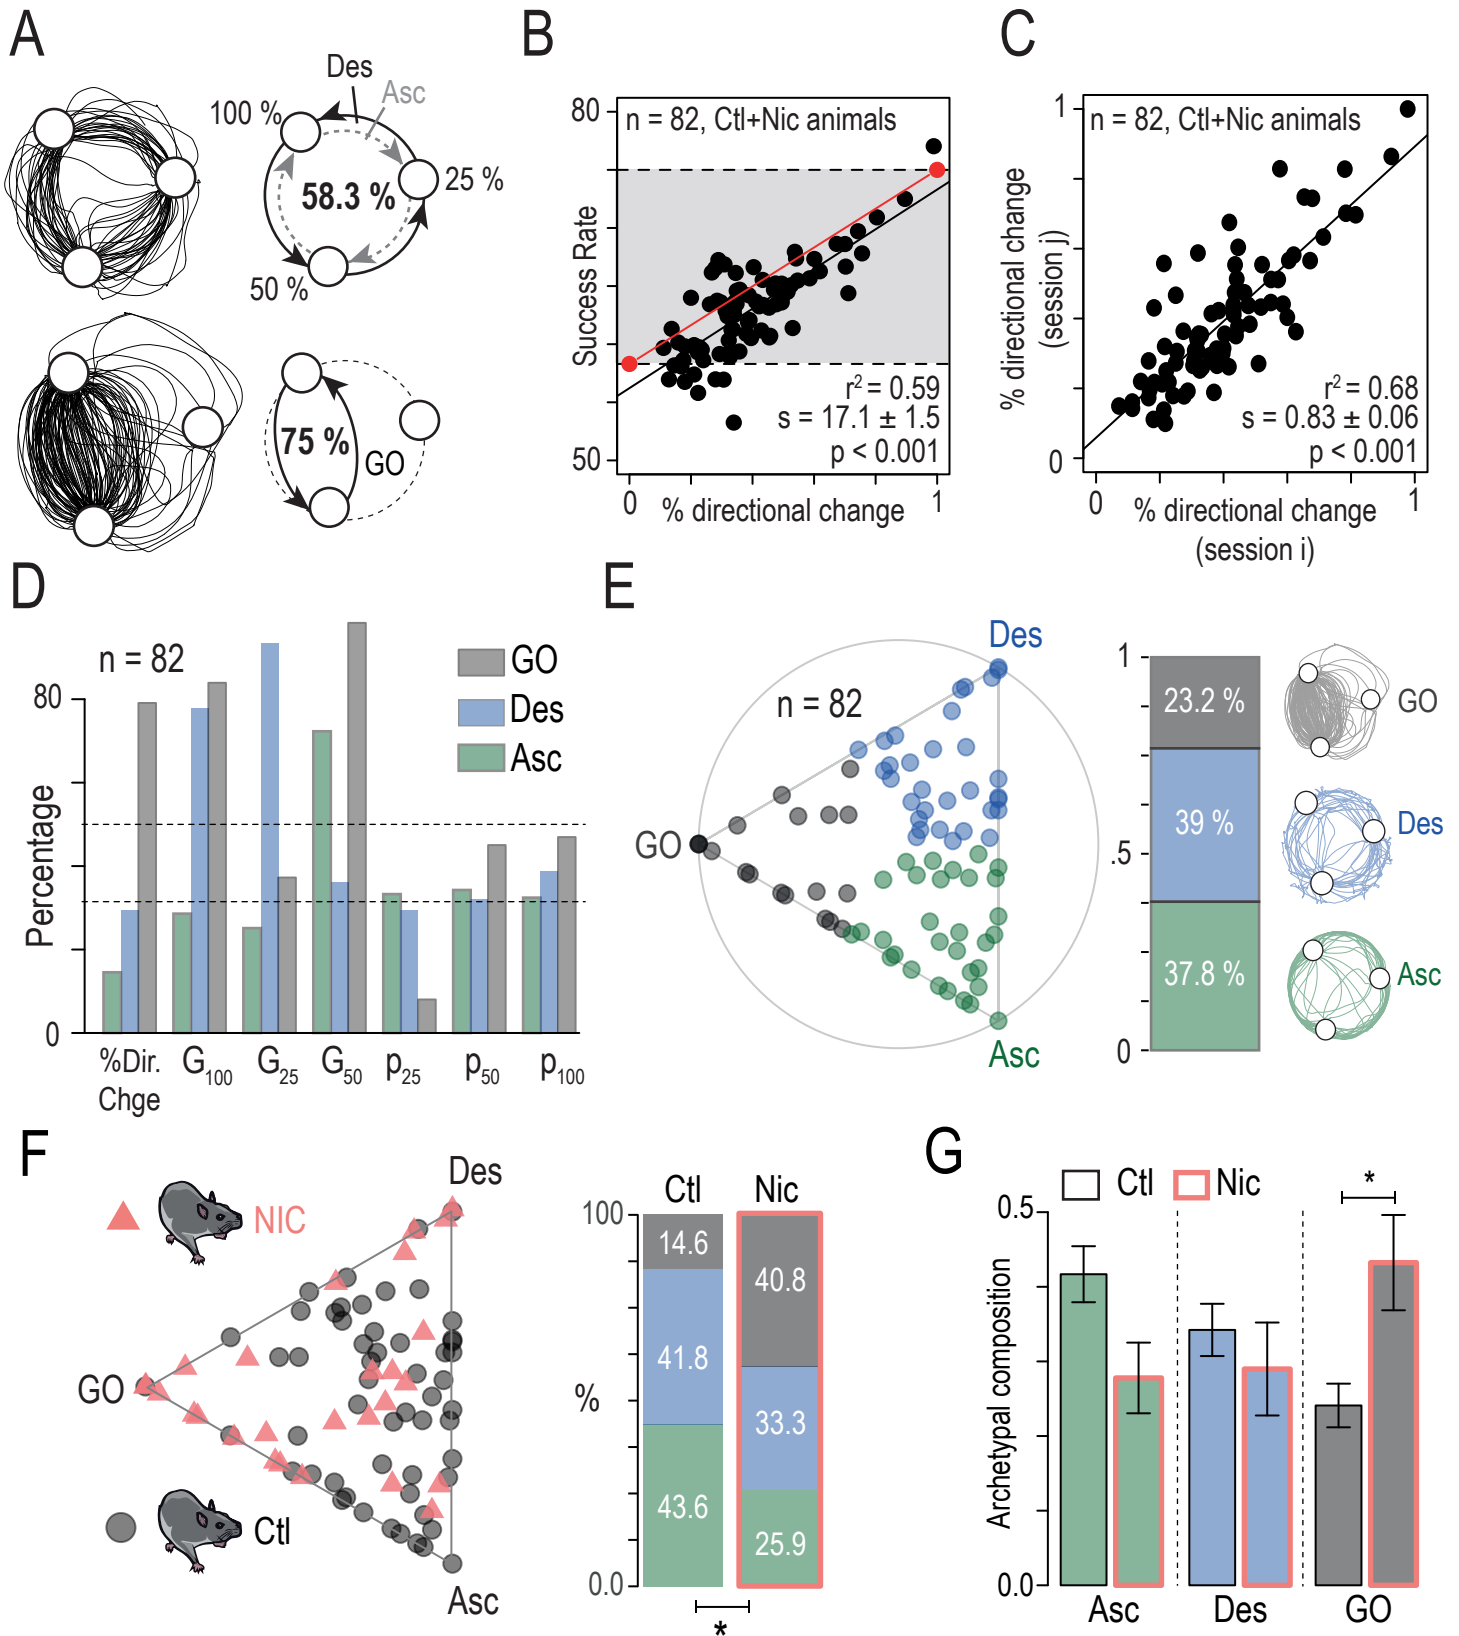 A
Des
Asc
100 %
25 %
58.3 %
50 %
75 %
GO
B
80
n = 82, Ctl+Nic animals
Success Rate
r² = 0.59
s = 17.1 ± 1.5
p < 0.001
50
0
1
% directional change
C
1
n = 82, Ctl+Nic animals
% directional change
(session j)
r² = 0.68
s = 0.83 ± 0.06
p < 0.001
0
0
1
% directional change
(session i)
D
n = 82
GO
Des
Asc
80
Percentage
0
%Dir.
Chge
G100
G25
G50
p25
p50
p100
E
Des
n = 82
GO
Asc
1
.5
0
23.2 %
39 %
37.8 %
GO
Des
Asc
F
NIC
Des
GO
Ctl
Asc
Ctl
Nic
100
%
0.0
14.6
41.8
43.6
40.8
33.3
25.9
*
G
Ctl
Nic
*
0.5
Archetypal composition
0.0
Asc
Des
GO